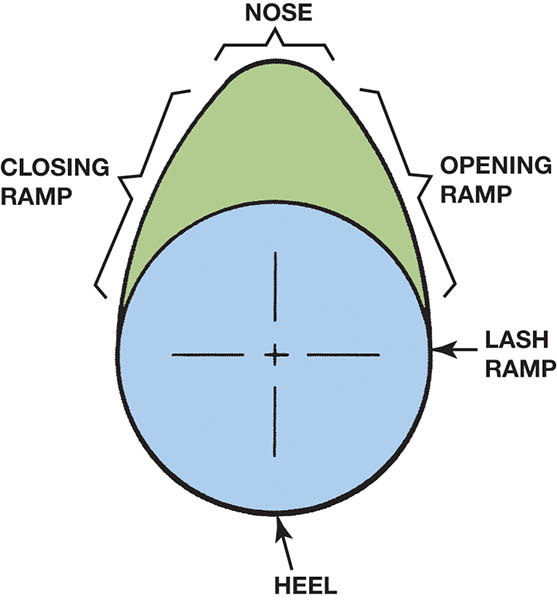 NOSE
CLOSING
RAMP
OPENING
RAMP
LASH
RAMP
HEEL